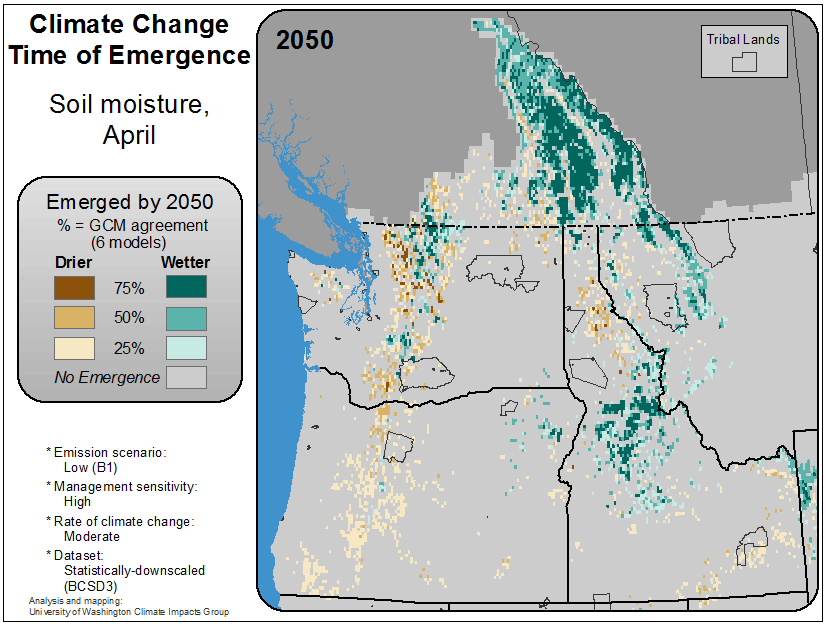 Climate Change
Time of Emergence
Soil moisture,
April
Emerged by 2050
% = GCM agreement
(6 models)
Drier Wetter
75%
50%
25%
No Emergence
* Emission scenario:
Low (B1)
* Management sensitivity:
High
* Rate of climate change:
Moderate
* Dataset:
Statistically-downscaled
(BCSD3)
Analysis and mapping:
University of Washington Climate Impacts Group
2050
Tribal Lands